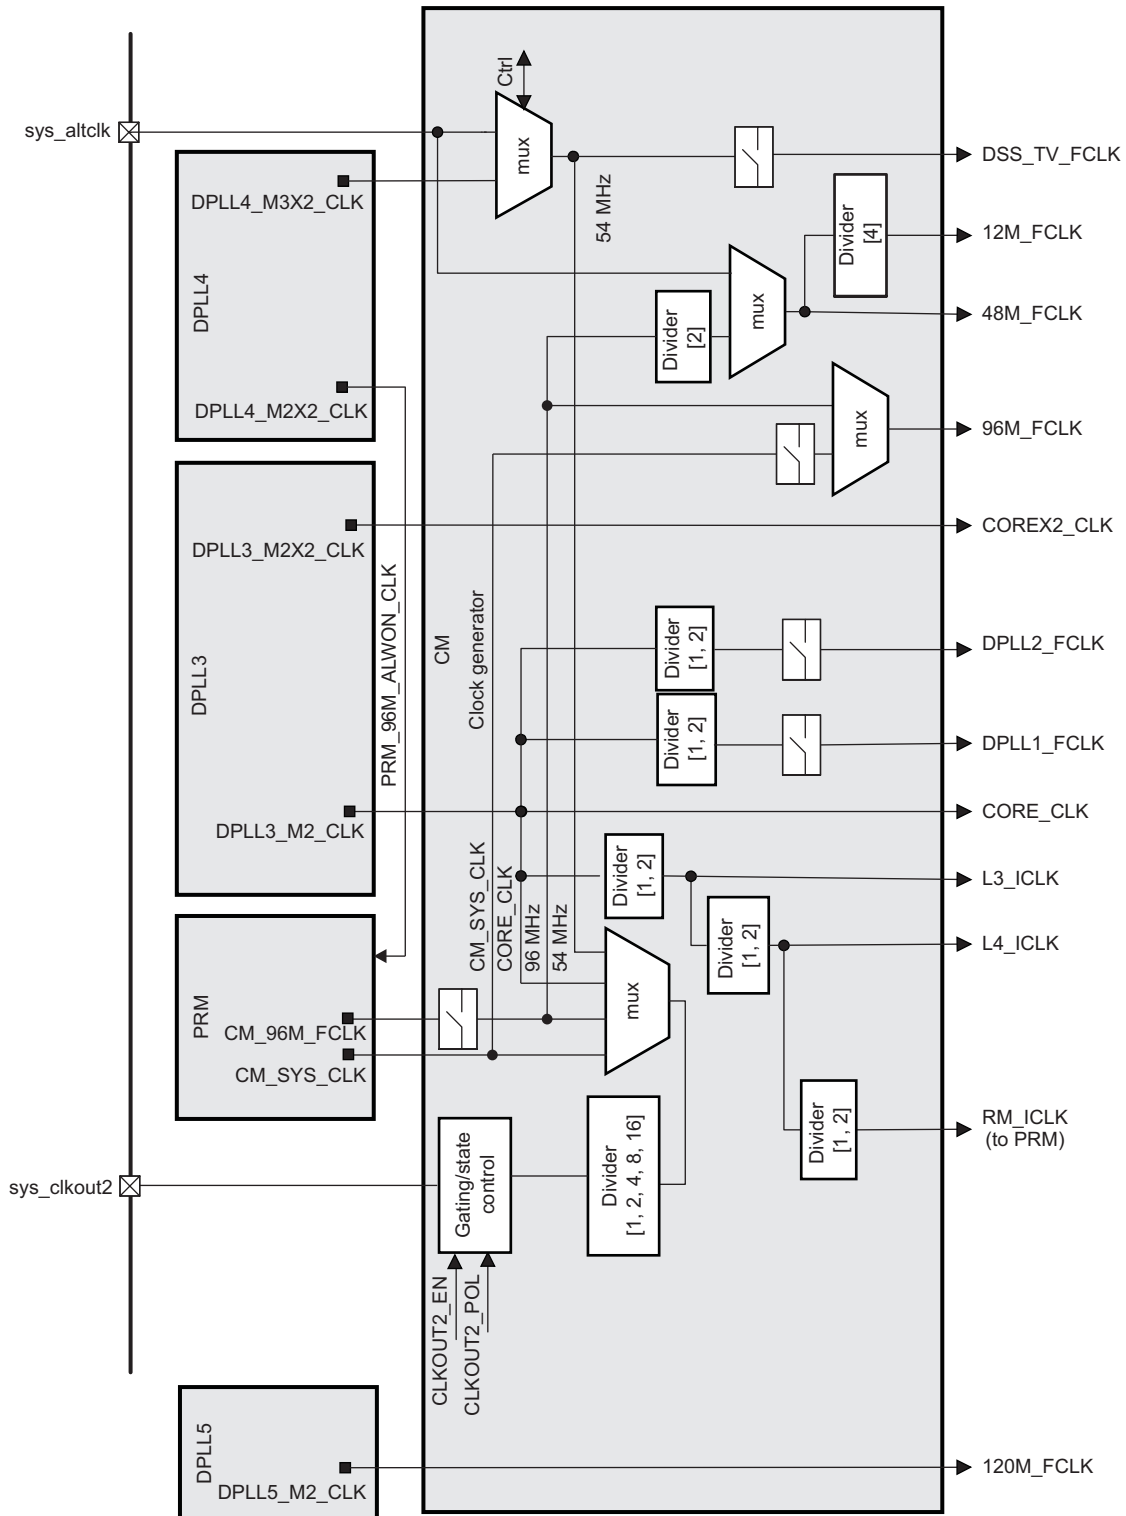 sys_altclk
Ctrl
mux
DSS_TV_FCLK
DPLL4_M3X2_CLK
54 MHz
Divider
[4]
12M_FCLK
DPLL4
mux
48M_FCLK
Divider
[2]
DPLL4_M2X2_CLK
mux
96M_FCLK
COREX2_CLK
DPLL3_M2X2_CLK
PRM_96M_ALWON_CLK
CM
Clock generator
Divider
[1, 2]
DPLL2_FCLK
DPLL3
Divider
[1, 2]
DPLL1_FCLK
DPLL3_M2_CLK
CORE_CLK
CM_SYS_CLK
CORE_CLK
96 MHz
54 MHz
Divider
[1, 2]
L3_ICLK
Divider
[1, 2]
L4_ICLK
PRM
CM_96M_FCLK
CM_SYS_CLK
mux
Divider
[1, 2]
RM_ICLK
(to PRM)
sys_clkout2
Gating/state
control
Divider
[1, 2, 4, 8, 16]
CLKOUT2_EN
CLKOUT2_POL
DPLL5
DPLL5_M2_CLK
120M_FCLK